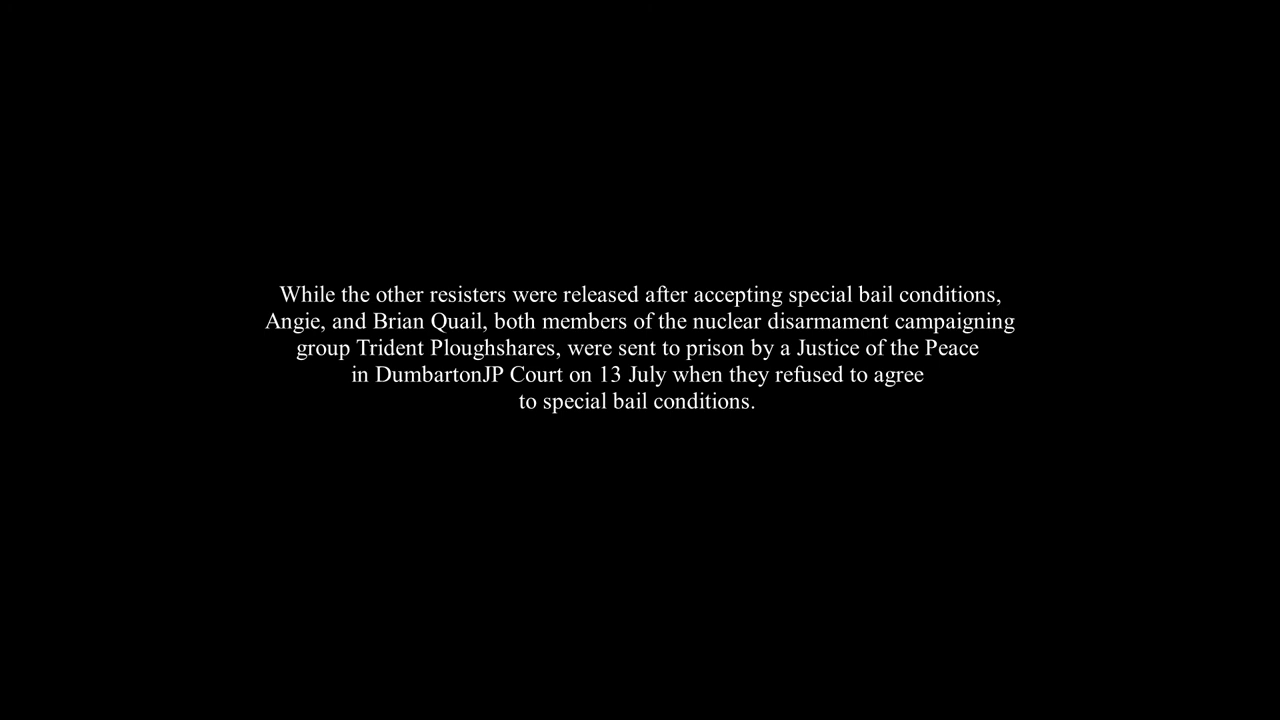 While the other resisters were released after accepting special bail conditions,
Angie, and Brian Quail, both members of the nuclear disarmament campaigning
group Trident Ploughshares, were sent to prison by a Justice of the Peace
in DumbartonJP Court on 13 July when they refused to agree
to special bail conditions.